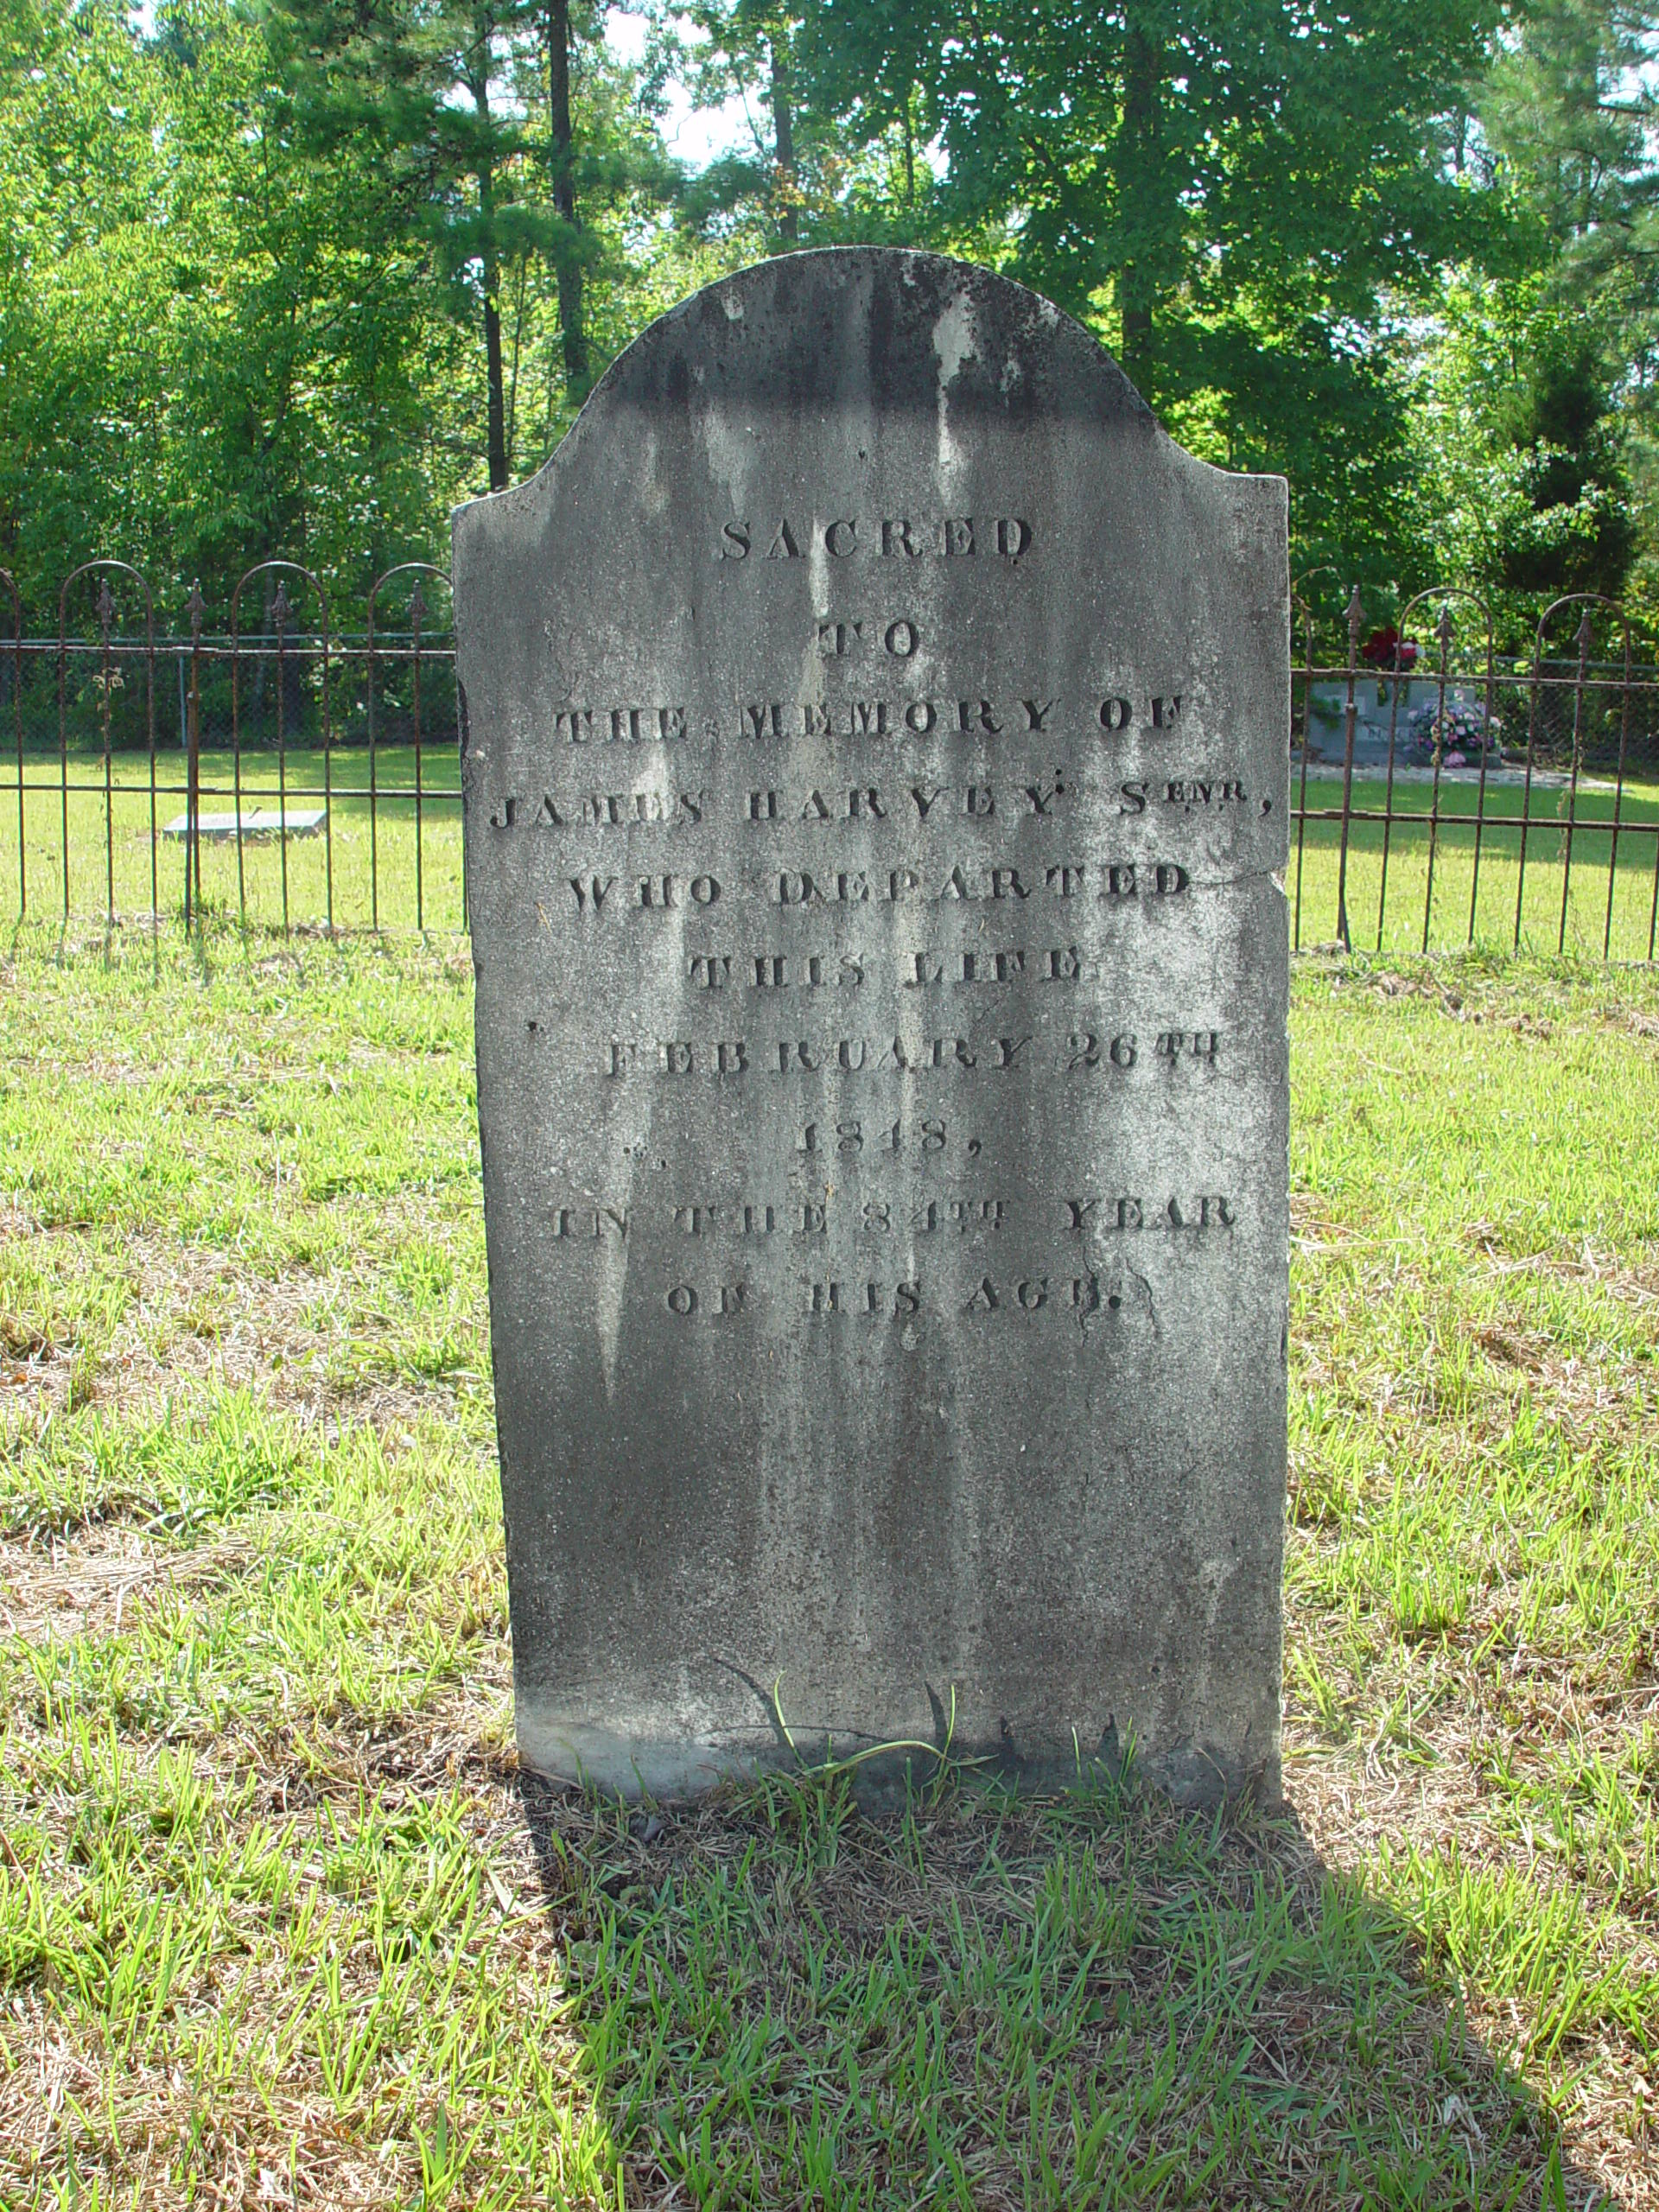 SACRED
TO
THE MEMORY OF
JAMES HARVEY SENR,
WHO DEPARTED
THIS LIFE
FEBRUARY 26TH
1848,
IN THE 84TH YEAR
OF HIS AGE.